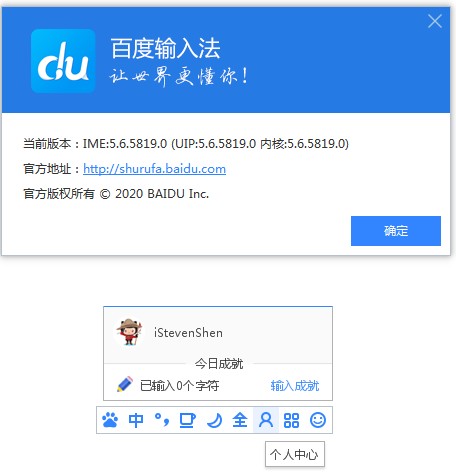 du 百度输入法
让世界更懂你!
当前版本：IME:5.6.5819.0 (UIP:5.6.5819.0 内核:5.6.5819.0)
官方地址：http://shurufa.baidu.com
官方版权所有 © 2020 BAIDU Inc.
确定
iStevenShen
今日成就
已输入0个字符 输入成就
中 °, 全
个人中心